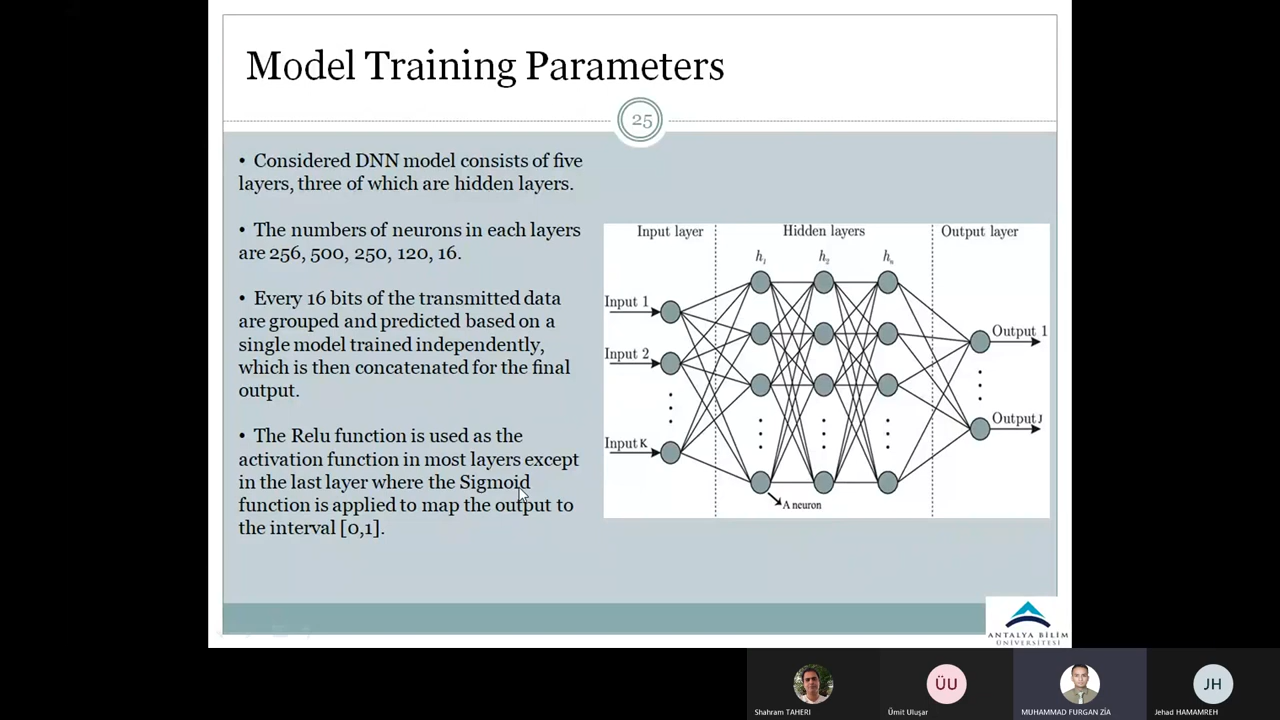 Model Training Parameters
25
• Considered DNN model consists of five
layers, three of which are hidden layers.
• The numbers of neurons in each layers
are 256, 500, 250, 120, 16.
• Every 16 bits of the transmitted data
are grouped and predicted based on a
single model trained independently,
which is then concatenated for the final
output.
• The Relu function is used as the
activation function in most layers except
in the last layer where the Sigmoid
function is applied to map the output to
the interval [0,1].
Input layer
Hidden layers
Output layer
h1
h2
hn
Input 1
Input 2
Input K
Output 1
Output J
A neuron
ANTALYA BİLİM
ÜNİVERSİTESİ
ÜU
JH
Shahram TAHERI
Ümit Uluşar
MUHAMMAD FURGAN ZİA
Jehad HAMAMREH